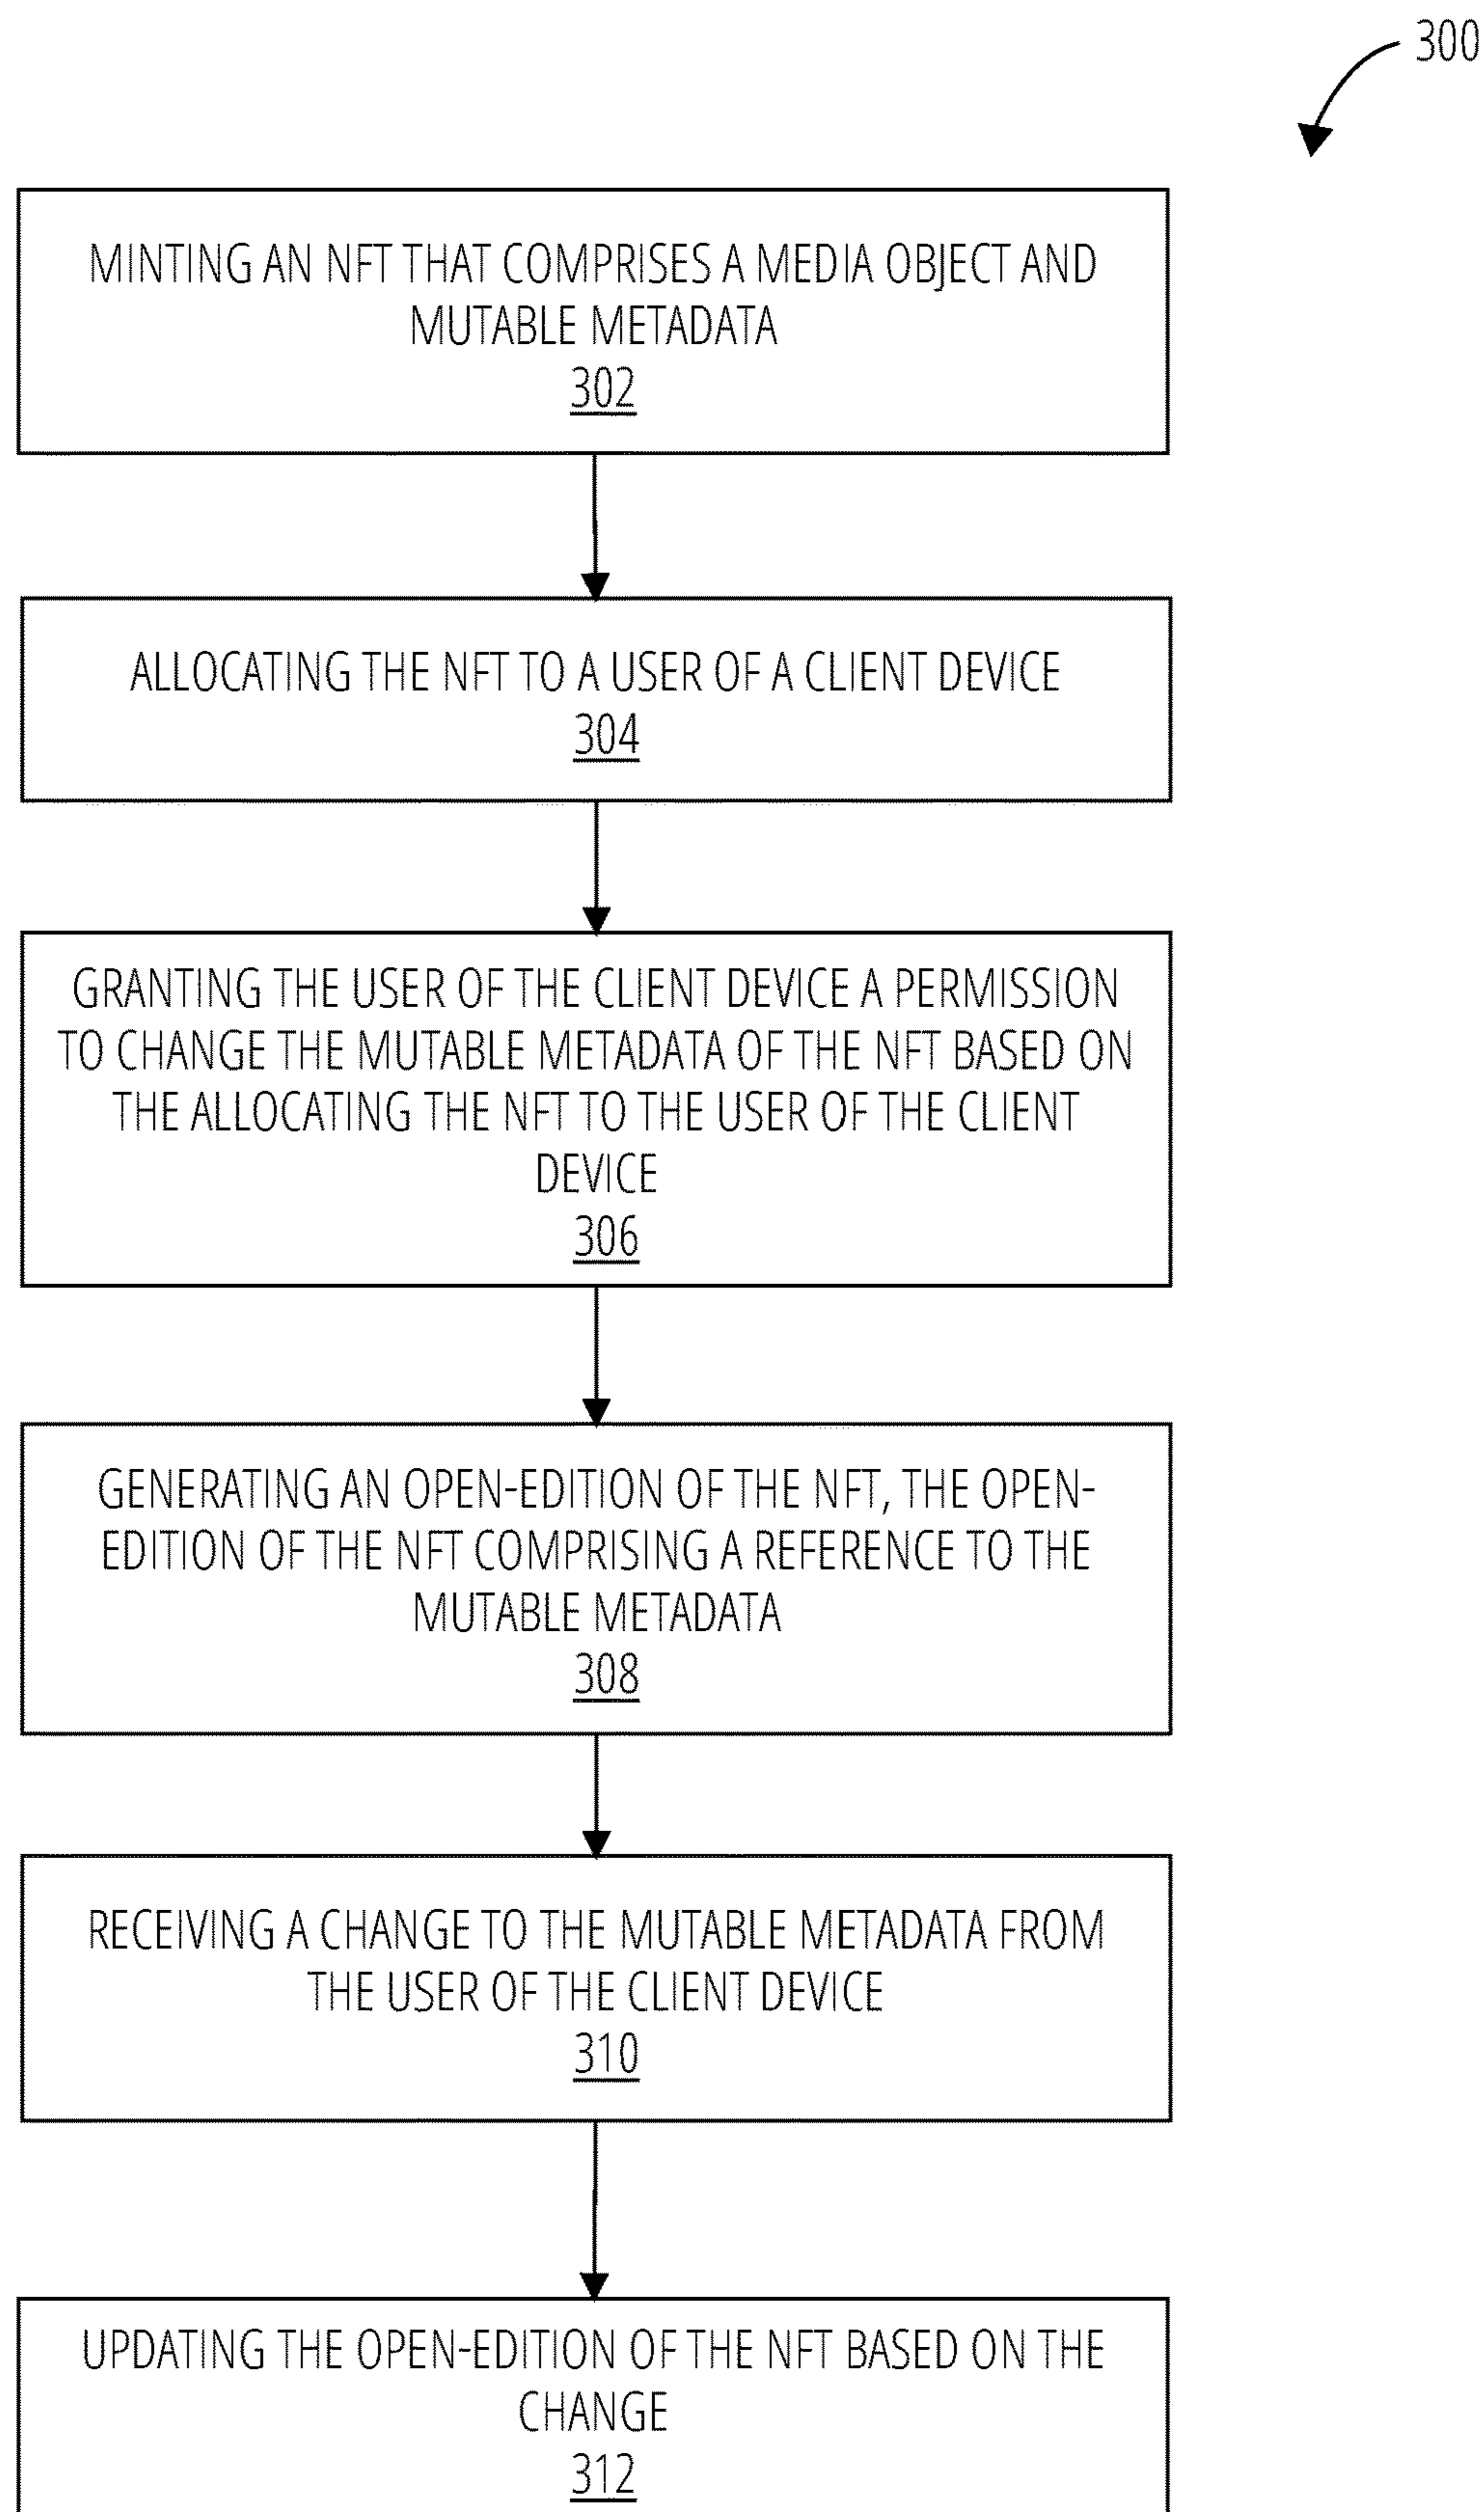 300
MINTING AN NFT THAT COMPRISES A MEDIA OBJECT AND
MUTABLE METADATA
302
ALLOCATING THE NFT TO A USER OF A CLIENT DEVICE
304
GRANTING THE USER OF THE CLIENT DEVICE A PERMISSION
TO CHANGE THE MUTABLE METADATA OF THE NFT BASED ON
THE ALLOCATING THE NFT TO THE USER OF THE CLIENT
DEVICE
306
GENERATING AN OPEN-EDITION OF THE NFT, THE OPEN-
EDITION OF THE NFT COMPRISING A REFERENCE TO THE
MUTABLE METADATA
308
RECEIVING A CHANGE TO THE MUTABLE METADATA FROM
THE USER OF THE CLIENT DEVICE
310
UPDATING THE OPEN-EDITION OF THE NFT BASED ON THE
CHANGE
312